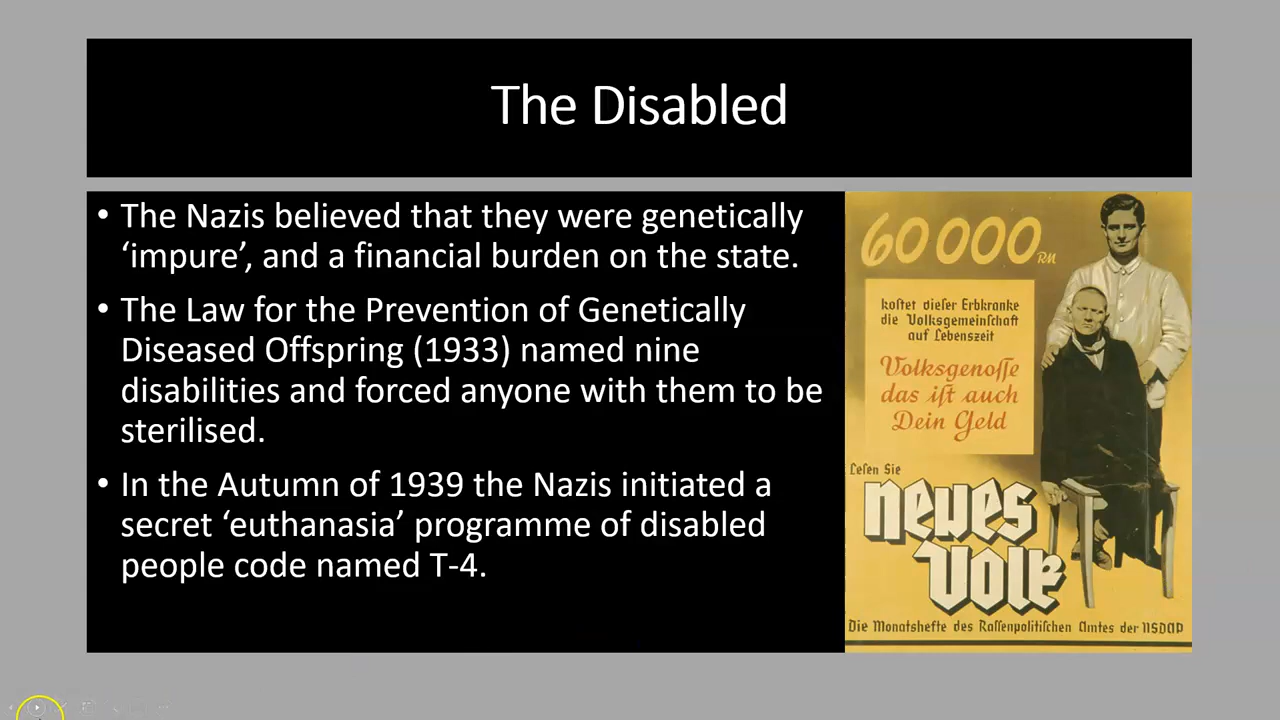 The Disabled
• The Nazis believed that they were genetically
‘impure’, and a financial burden on the state.
• The Law for the Prevention of Genetically
Diseased Offspring (1933) named nine
disabilities and forced anyone with them to be
sterilised.
• In the Autumn of 1939 the Nazis initiated a
secret ‘euthanasia’ programme of disabled
people code named T-4.
60000 RM
kostet dieser Erbkranke
die Volksgemeinschaft
auf Lebenszeit
Volksgenosse
das ist auch
Dein Geld
Lesen Sie
neues
Volk
Die Monatshefte des Rassenpolitischen Amtes der NSDAP